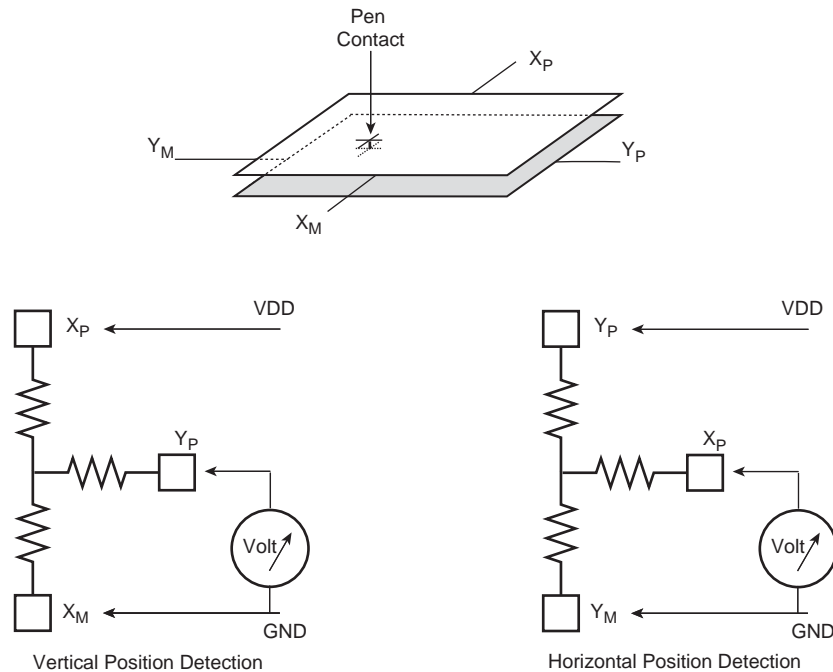 Pen
Contact
X_P
Y_M
Y_P
X_M
VDD
X_P
Y_P
Volt
X_M
GND
Vertical Position Detection
VDD
Y_P
X_P
Volt
Y_M
GND
Horizontal Position Detection